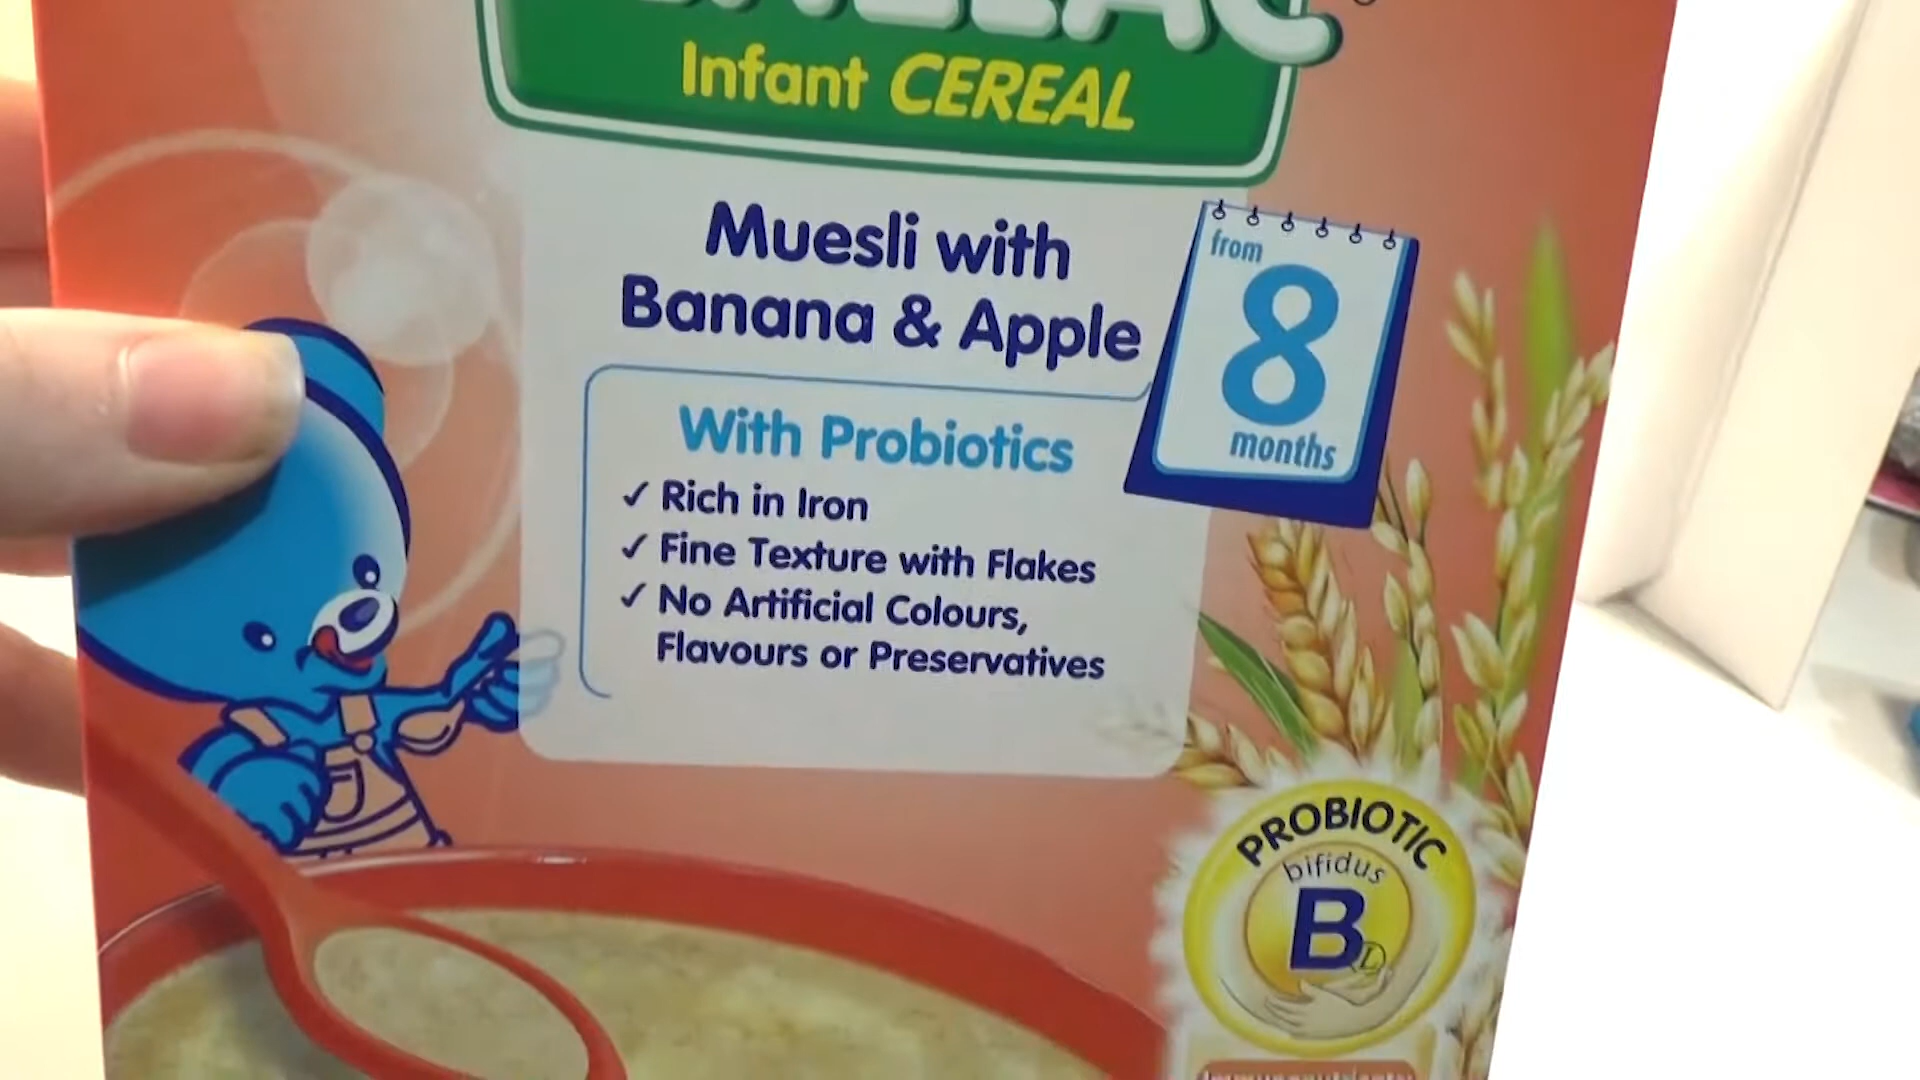 Infant CEREAL
Muesli with
Banana & Apple
from
8
months
With Probiotics
✓ Rich in Iron
✓ Fine Texture with Flakes
✓ No Artificial Colours,
Flavours or Preservatives
PROBIOTIC
bifidus
BL